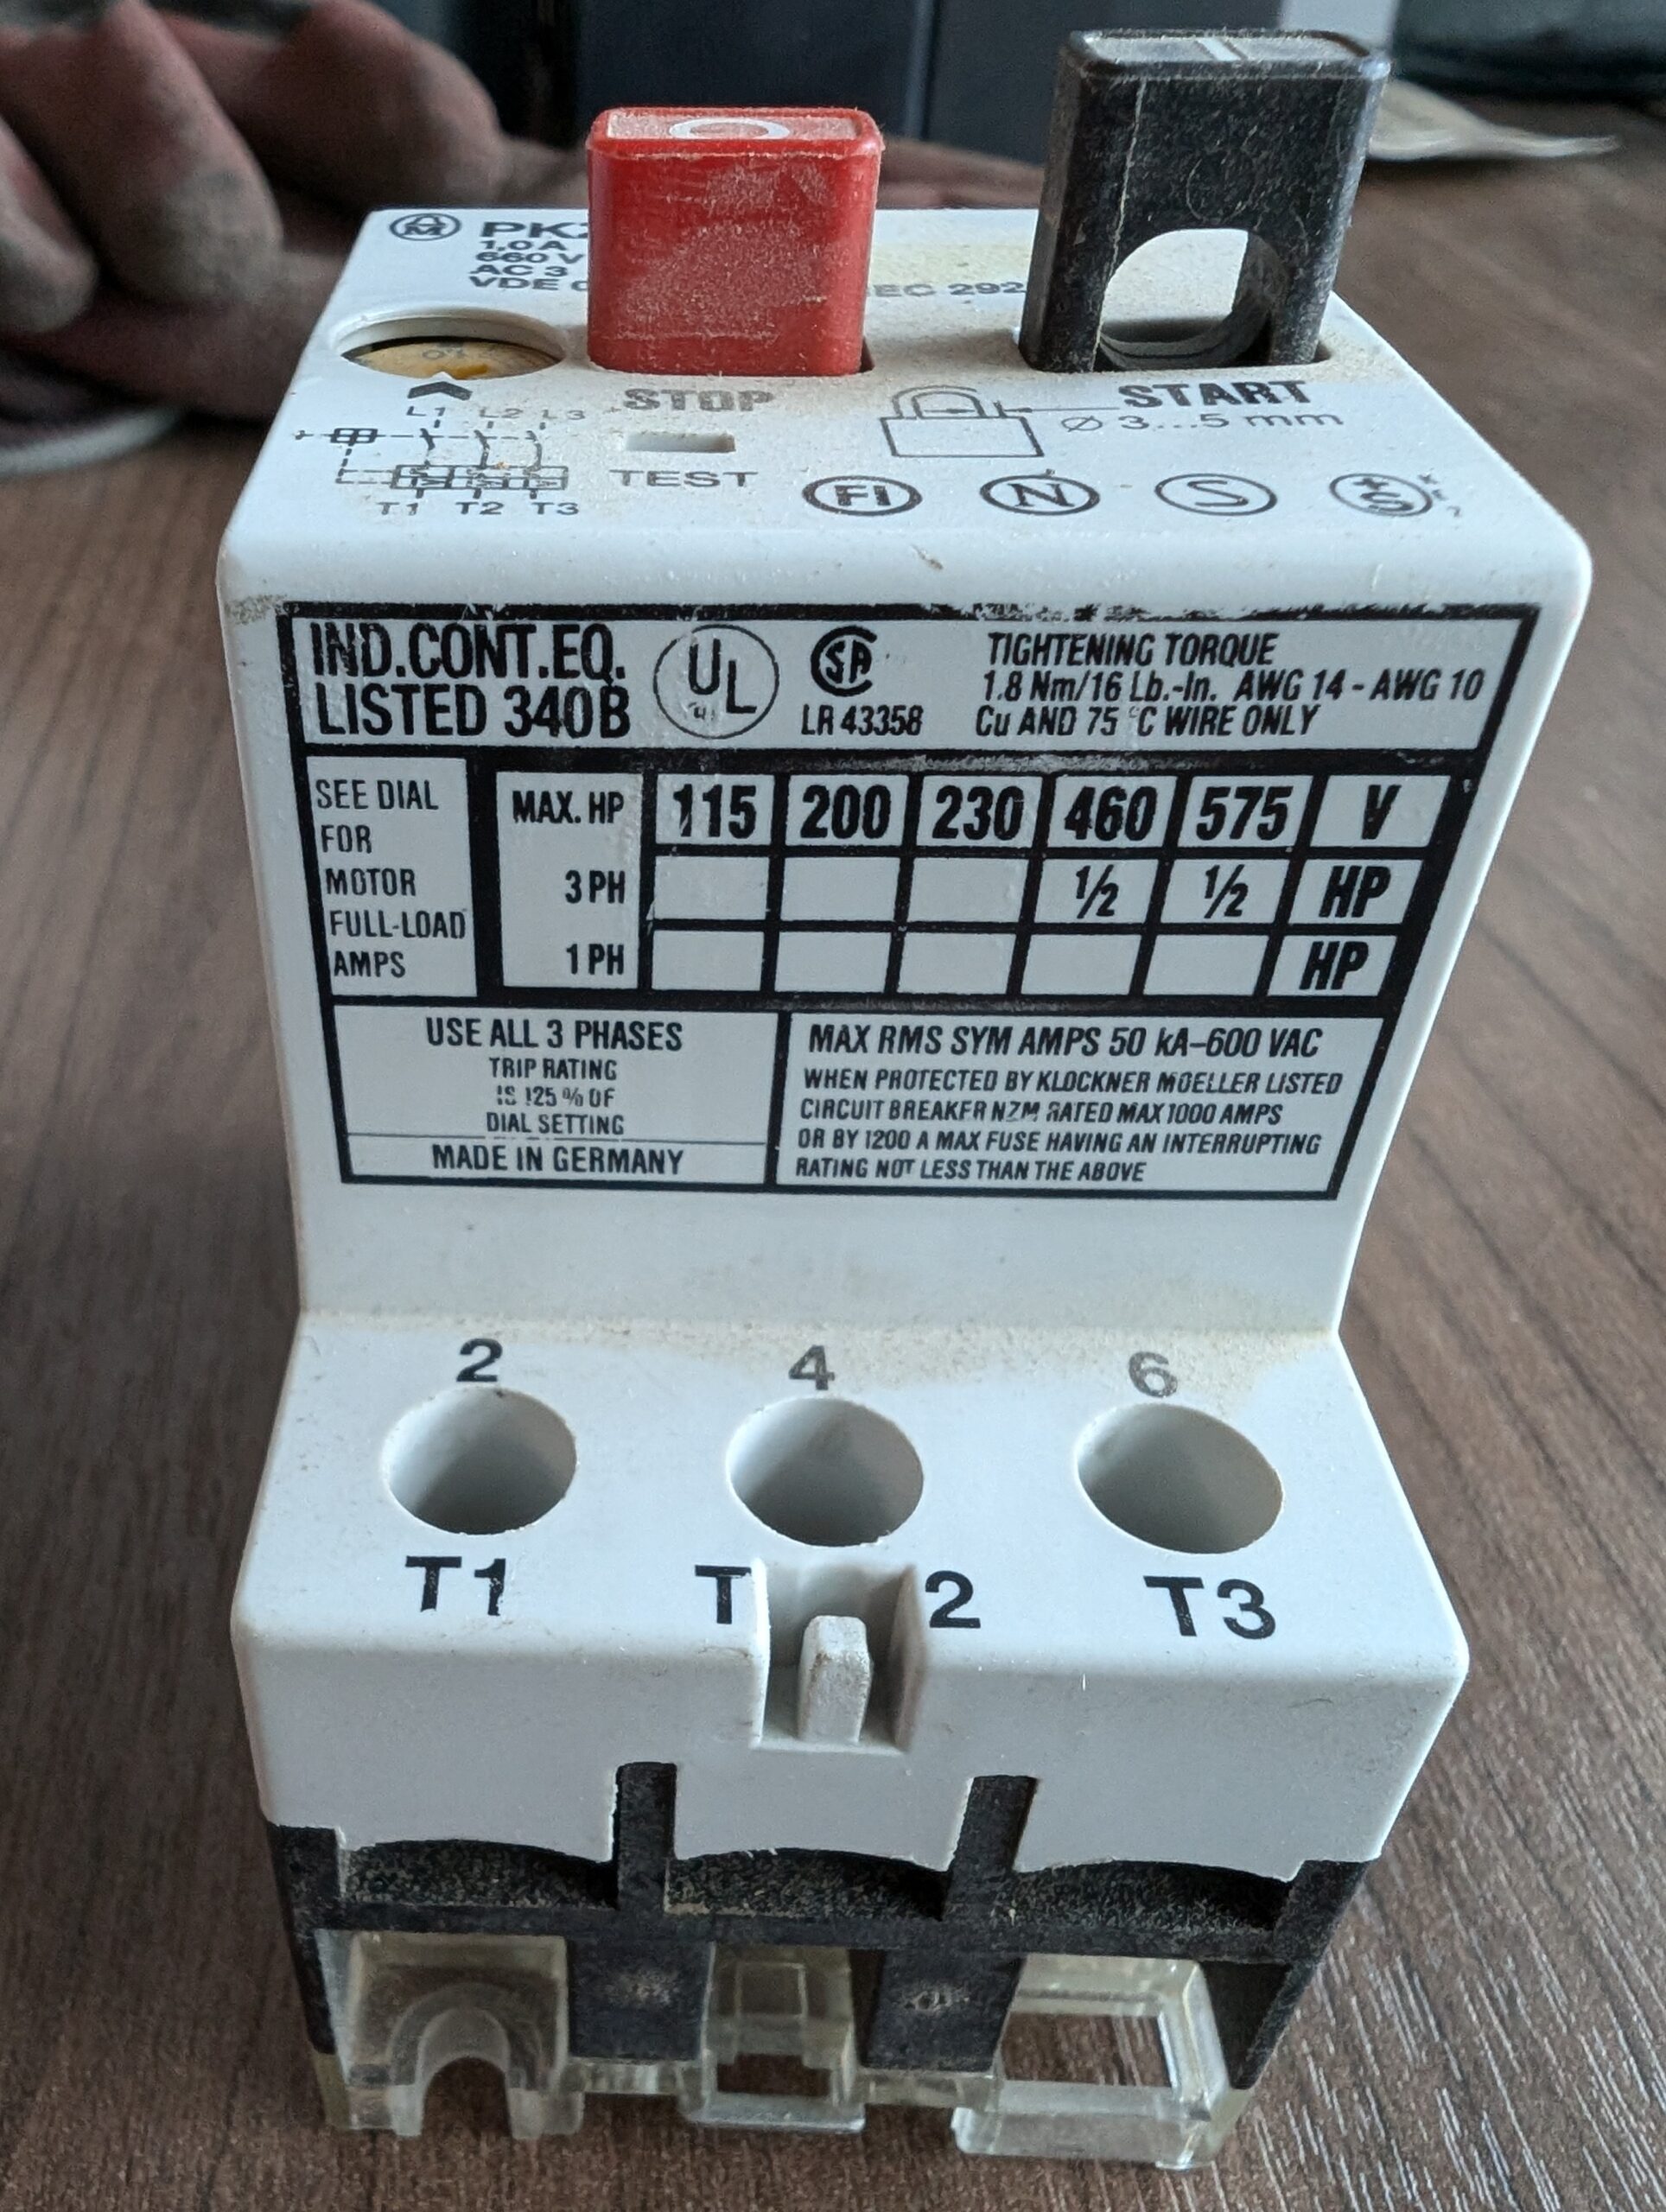 1,0 A
660 V
AC 3
VDE
292
STOP
START
L1 L2 L3
Ø 3...5 mm
TEST
T1 T2 T3
FI N S +S
IND.CONT.EQ.
LISTED 340B
UL
SA
LR 43358
TIGHTENING TORQUE
1.8 Nm/16 Lb.-In. AWG 14 - AWG 10
Cu AND 75 °C WIRE ONLY
SEE DIAL
FOR
MOTOR
FULL-LOAD
AMPS
MAX. HP 115 200 230 460 575 V
3 PH ½ ½ HP
1 PH HP
USE ALL 3 PHASES
TRIP RATING
IS 125 % OF
DIAL SETTING
MADE IN GERMANY
MAX RMS SYM AMPS 50 kA-600 VAC
WHEN PROTECTED BY KLOCKNER MOELLER LISTED
CIRCUIT BREAKER NZM RATED MAX 1000 AMPS
OR BY 1200 A MAX FUSE HAVING AN INTERRUPTING
RATING NOT LESS THAN THE ABOVE
2 4 6
T1 T 2 T3